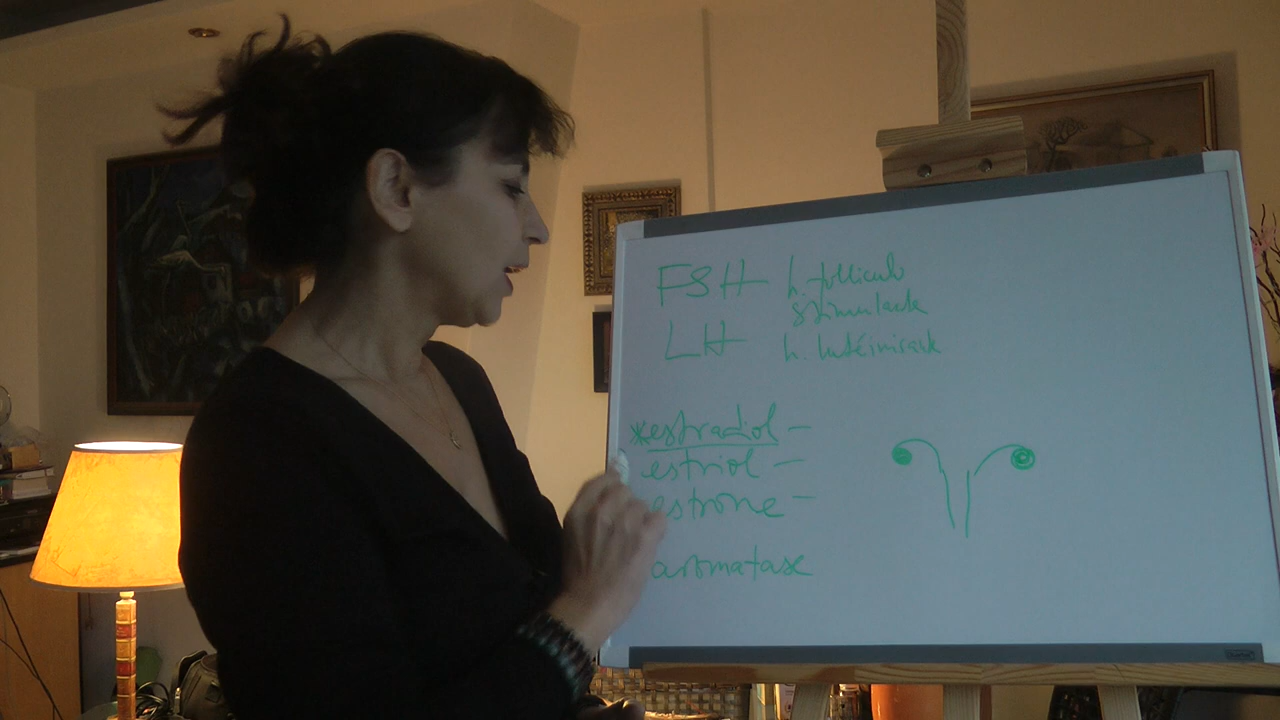 FSH h. folliculo
stimulante
LH h. lutéinisante
*estradiol -
estriol -
estrone -
aromatase